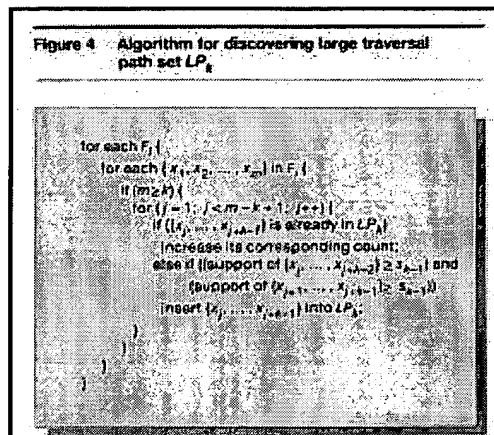 Figure 4 Algorithm for discovering large traversal
path set LPₖ
for each Fᵢ {
for each {x₁, x₂, ..., xₘ} in Fᵢ {
if (m ≥ k) {
for (j = 1; j < m − k + 1; j++) {
if ({xⱼ, ..., xⱼ₊ₖ₋₁} is already in LPₖ)
increase its corresponding count;
else if ((support of {xⱼ, ..., xⱼ₊ₖ₋₂} ≥ sₖ₋₁) and
(support of {xⱼ₊₁, ..., xⱼ₊ₖ₋₁} ≥ sₖ₋₁))
insert {xⱼ, ..., xⱼ₊ₖ₋₁} into LPₖ;
}
}
}
}